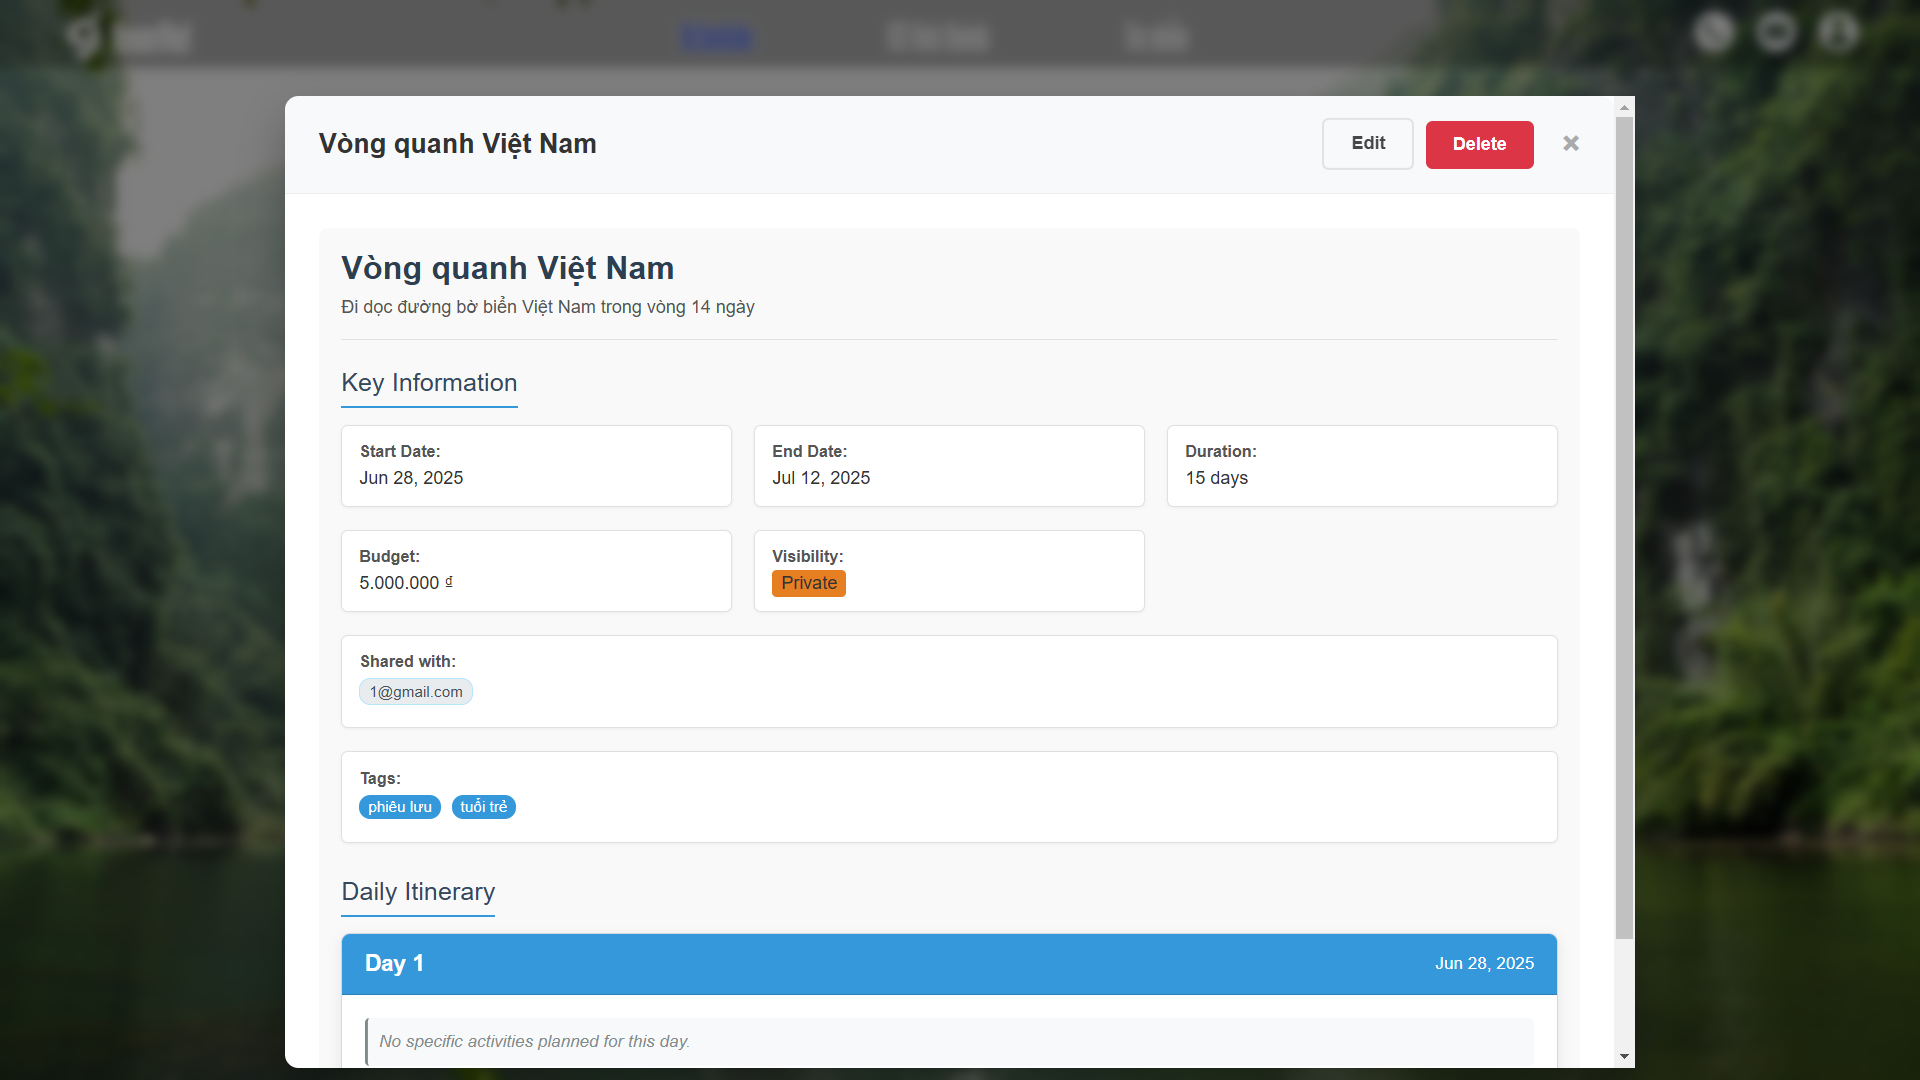 Vòng quanh Việt Nam
Edit
Delete
×
Vòng quanh Việt Nam
Đi dọc đường bờ biển Việt Nam trong vòng 14 ngày
Key Information
Start Date:
Jun 28, 2025
End Date:
Jul 12, 2025
Duration:
15 days
Budget:
5.000.000 ₫
Visibility:
Private
Shared with:
1@gmail.com
Tags:
phiêu lưu
tuổi trẻ
Daily Itinerary
Day 1
Jun 28, 2025
No specific activities planned for this day.